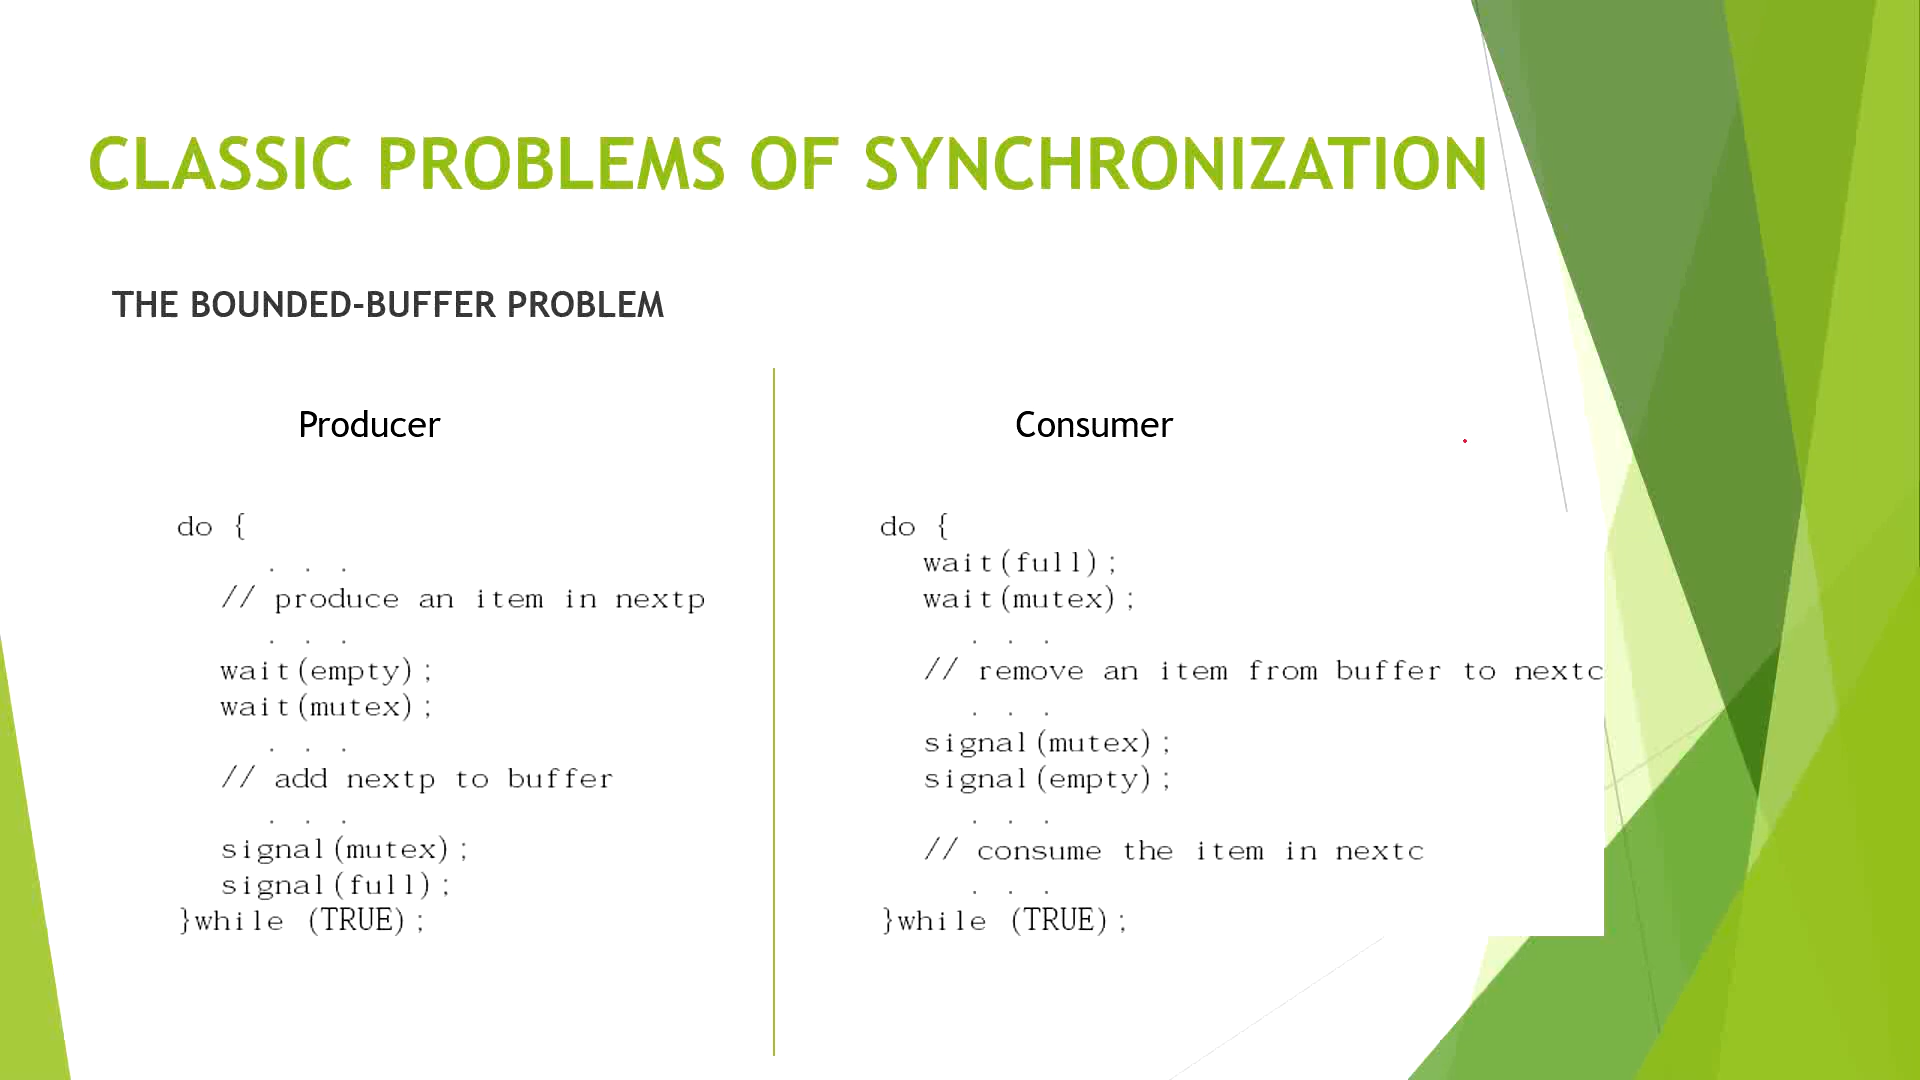 CLASSIC PROBLEMS OF SYNCHRONIZATION
THE BOUNDED-BUFFER PROBLEM
Producer
do {
. . .
// produce an item in nextp
. . .
wait(empty);
wait(mutex);
. . .
// add nextp to buffer
. . .
signal(mutex);
signal(full);
}while (TRUE);
Consumer
do {
wait(full);
wait(mutex);
. . .
// remove an item from buffer to nextc
. . .
signal(mutex);
signal(empty);
. . .
// consume the item in nextc
. . .
}while (TRUE);